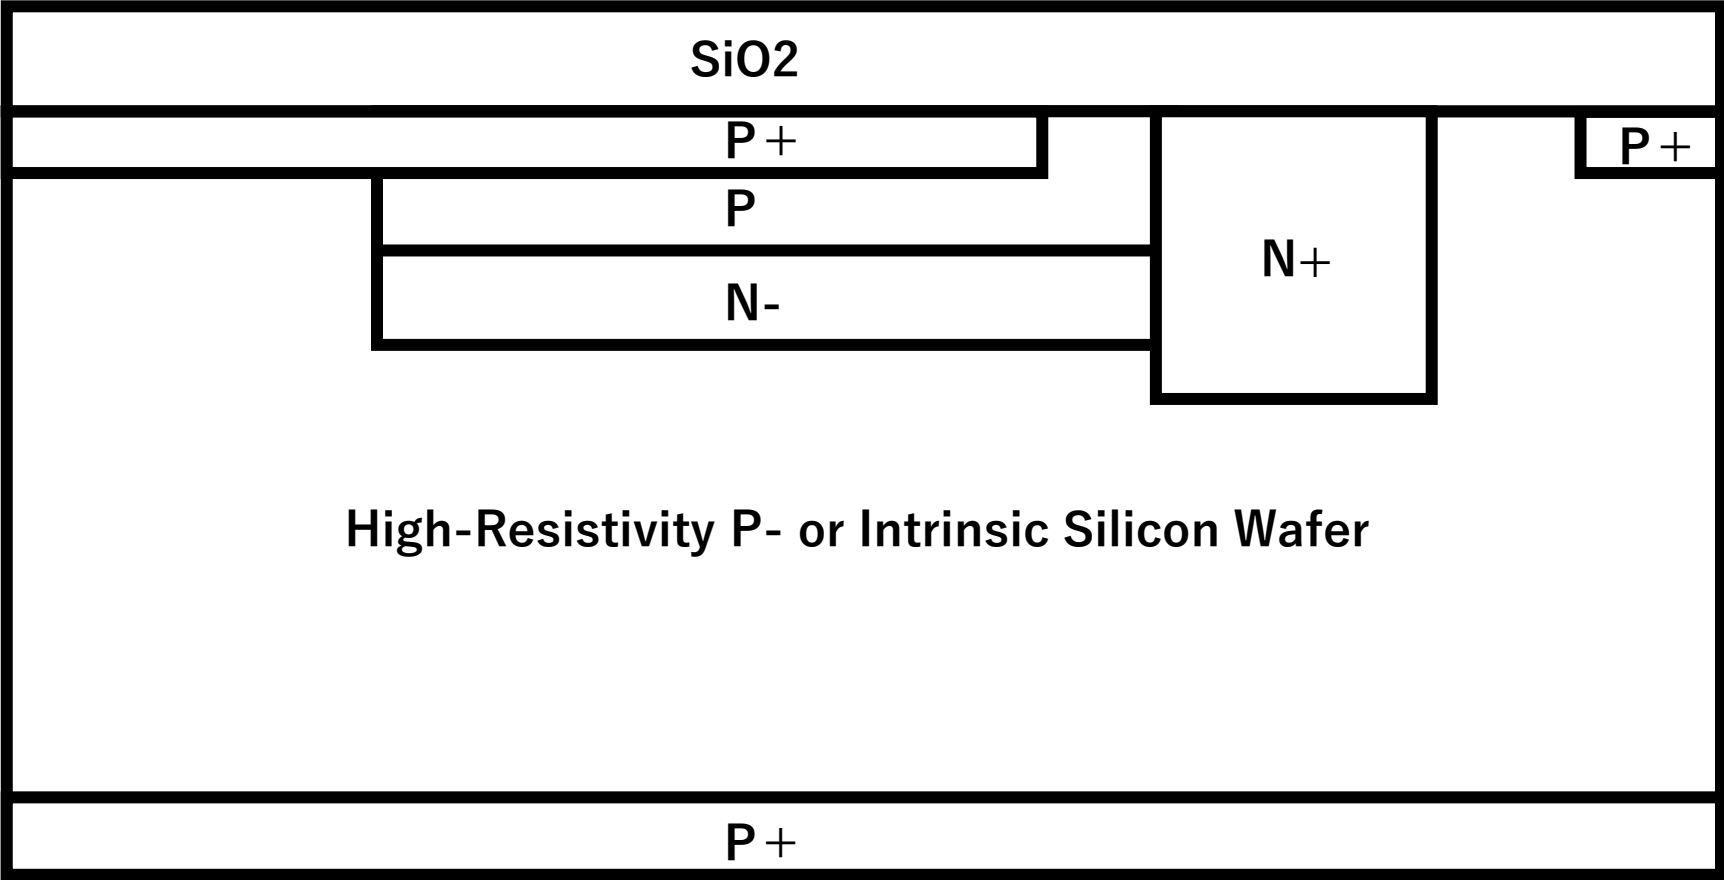 SiO2
P+
P+
P
N+
N-
High-Resistivity P- or Intrinsic Silicon Wafer
P+